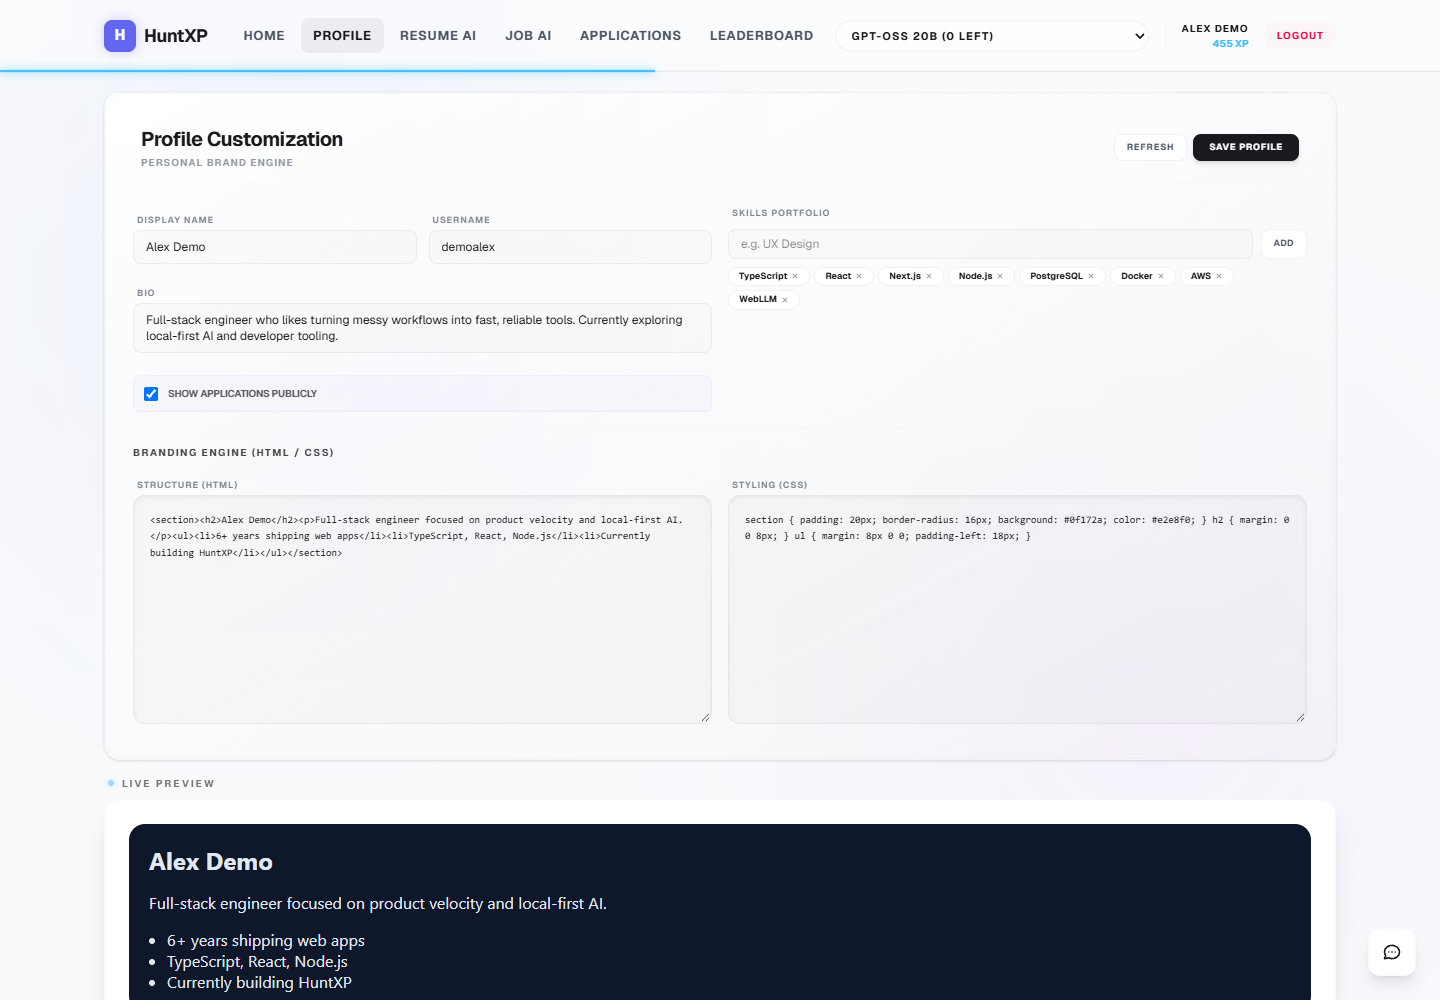 H HuntXP HOME PROFILE RESUME AI JOB AI APPLICATIONS LEADERBOARD GPT-OSS 20B (0 LEFT) ALEX DEMO LOGOUT
455 XP
Profile Customization
PERSONAL BRAND ENGINE
REFRESH SAVE PROFILE
DISPLAY NAME USERNAME
Alex Demo demoalex
BIO
Full-stack engineer who likes turning messy workflows into fast, reliable tools. Currently exploring
local-first AI and developer tooling.
SHOW APPLICATIONS PUBLICLY
SKILLS PORTFOLIO
e.g. UX Design ADD
TypeScript × React × Next.js × Node.js × PostgreSQL × Docker × AWS ×
WebLLM ×
BRANDING ENGINE (HTML / CSS)
STRUCTURE (HTML)
<section><h2>Alex Demo</h2><p>Full-stack engineer focused on product velocity and local-first AI.
</p><ul><li>6+ years shipping web apps</li><li>TypeScript, React, Node.js</li><li>Currently
building HuntXP</li></ul></section>
STYLING (CSS)
section { padding: 20px; border-radius: 16px; background: #0f172a; color: #e2e8f0; } h2 { margin: 0
0 8px; } ul { margin: 8px 0 0; padding-left: 18px; }
LIVE PREVIEW
Alex Demo
Full-stack engineer focused on product velocity and local-first AI.
• 6+ years shipping web apps
• TypeScript, React, Node.js
• Currently building HuntXP